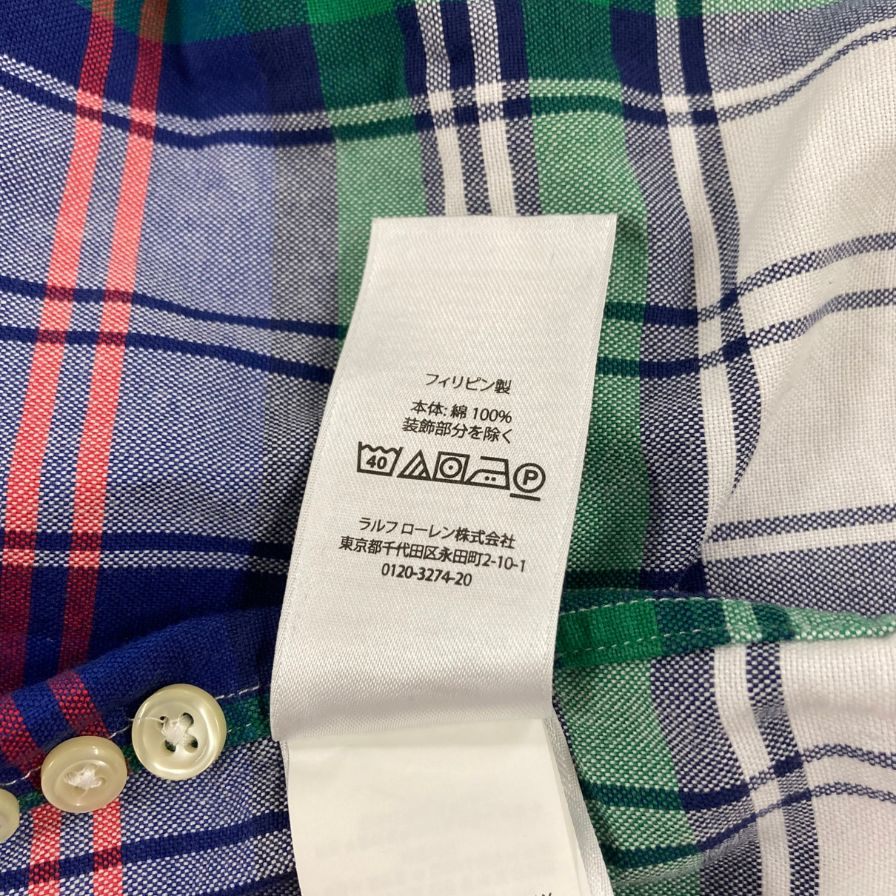 フィリピン製
本体: 綿 100%
装飾部分を除く
40 P
ラルフ ローレン株式会社
東京都千代田区永田町2-10-1
0120-3274-20